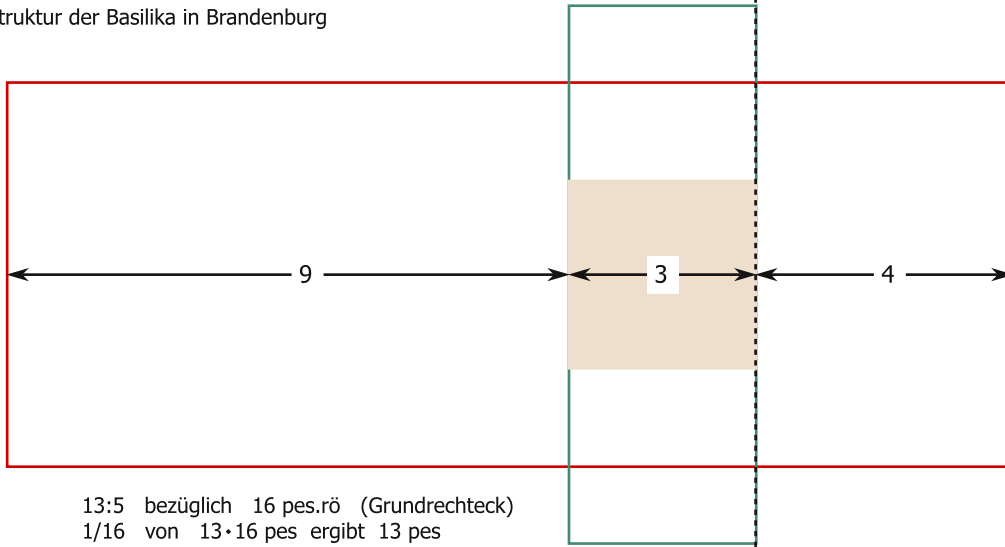 truktur der Basilika in Brandenburg
9 3 4
13:5 bezüglich 16 pes.rö (Grundrechteck)
1/16 von 13·16 pes ergibt 13 pes